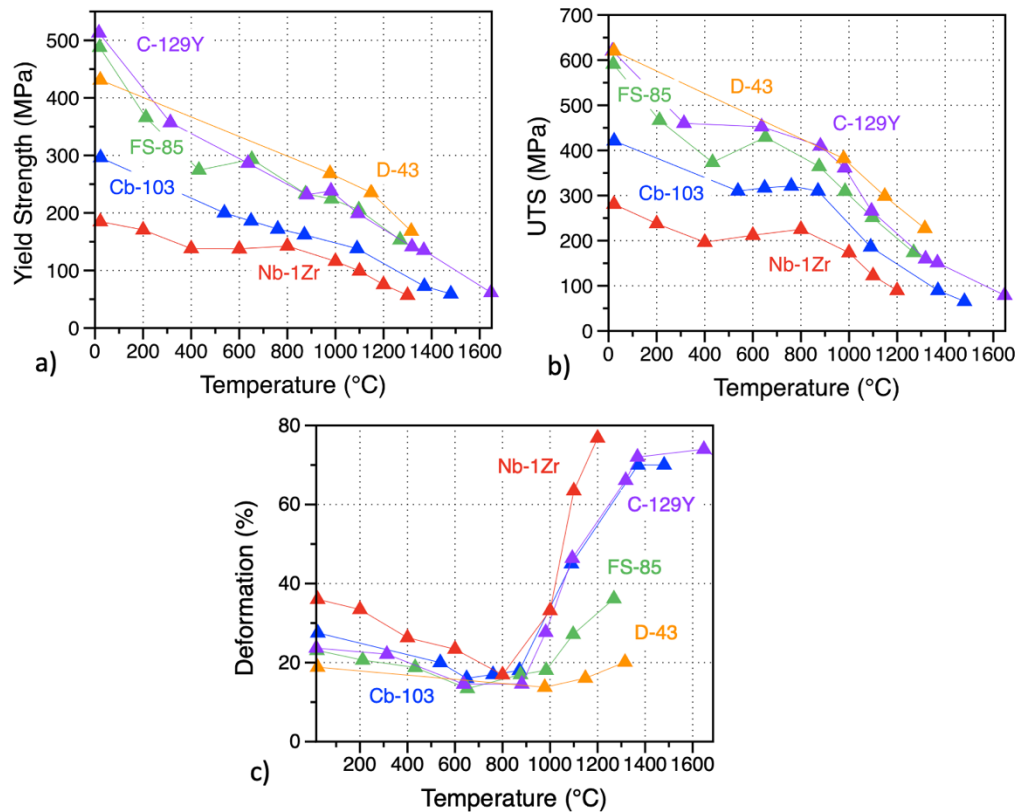 500
400
300
200
100
0
Yield Strength (MPa)
C-129Y
FS-85
D-43
Cb-103
Nb-1Zr
0 200 400 600 800 1000 1200 1400 1600
Temperature (°C)
a)
700
600
500
400
300
200
100
0
UTS (MPa)
D-43
FS-85
C-129Y
Cb-103
Nb-1Zr
0 200 400 600 800 1000 1200 1400 1600
Temperature (°C)
b)
80
60
40
20
0
Deformation (%)
Nb-1Zr
C-129Y
FS-85
D-43
Cb-103
200 400 600 800 1000 1200 1400 1600
Temperature (°C)
c)